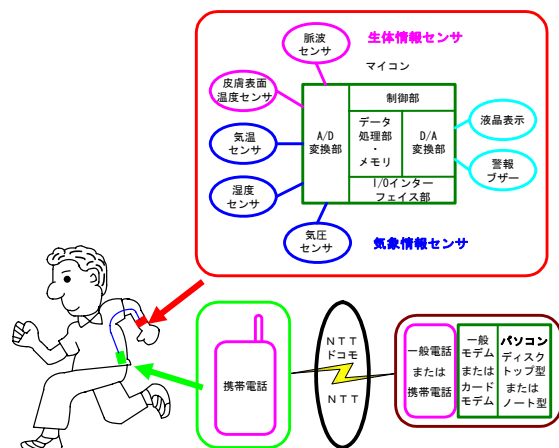 脈波
センサ
生体情報センサ
マイコン
皮膚表面
温度センサ
気温
センサ
湿度
センサ
気圧
センサ
気象情報センサ
A/D
変換部
制御部
データ
処理部
・
メモリ
D/A
変換部
I/Oインター
フェイス部
液晶表示
警報
ブザー
携帯電話
NTT
ドコモ
NTT
一般電話
または
携帯電話
一般
モデム
または
カード
モデム
パソコン
ディスク
トップ型
または
ノート型